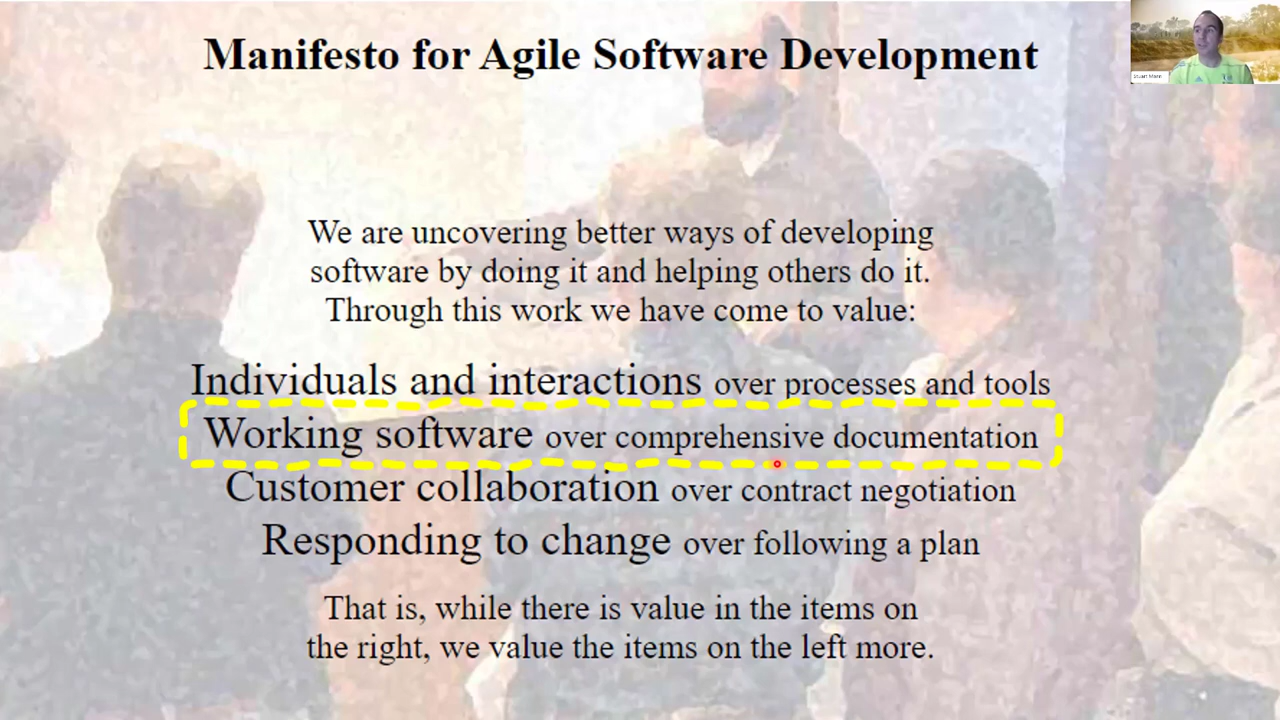 Manifesto for Agile Software Development
We are uncovering better ways of developing
software by doing it and helping others do it.
Through this work we have come to value:
Individuals and interactions over processes and tools
Working software over comprehensive documentation
Customer collaboration over contract negotiation
Responding to change over following a plan
That is, while there is value in the items on
the right, we value the items on the left more.